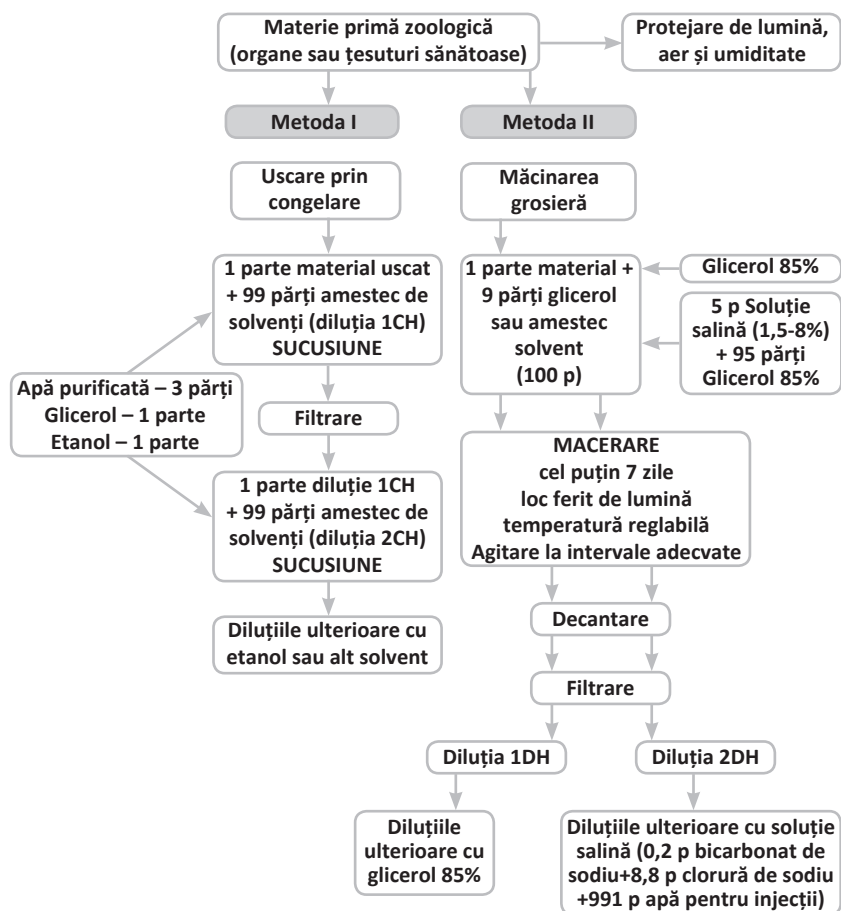 Materie primă zoologică
(organe sau țesuturi sănătoase)
Protejare de lumină,
aer și umiditate
Metoda I
Metoda II
Uscare prin
congelare
Măcinarea
grosieră
1 parte material uscat
+ 99 părți amestec de
solvenți (diluția 1CH)
SUCUSIUNE
1 parte material +
9 părți glicerol
sau amestec
solvent
(100 p)
Glicerol 85%
5 p Soluție
salină (1,5-8%)
+ 95 părți
Glicerol 85%
Apă purificată – 3 părți
Glicerol – 1 parte
Etanol – 1 parte
Filtrare
MACERARE
cel puțin 7 zile
loc ferit de lumină
temperatură reglabilă
Agitare la intervale adecvate
1 parte diluție 1CH
+ 99 părți amestec de
solvenți (diluția 2CH)
SUCUSIUNE
Decantare
Diluțiile ulterioare cu
etanol sau alt solvent
Filtrare
Diluția 1DH
Diluția 2DH
Diluțiile
ulterioare cu
glicerol 85%
Diluțiile ulterioare cu soluție
salină (0,2 p bicarbonat de
sodiu+8,8 p clorură de sodiu
+991 p apă pentru injecții)